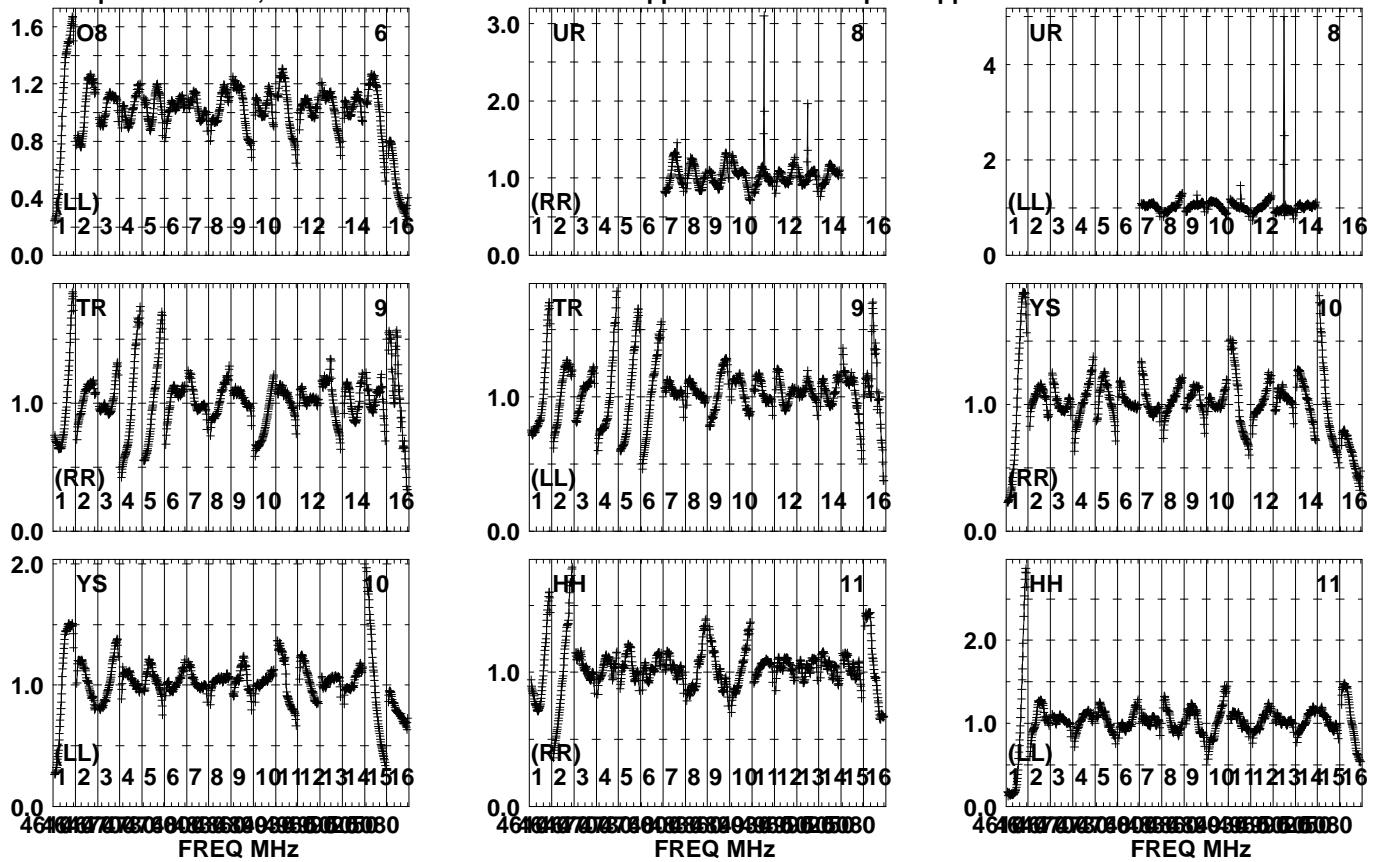 1.6 O8 6
1.2
0.8
0.4 (LL)
1 2 3 4 5 6 7 8 9 10 12 14 16
0.0
3.0 UR 8
2.0
1.0
(RR)
1 2 3 4 5 6 7 8 9 10 12 14 16
0.0
UR 8
4
2
(LL)
1 2 3 4 5 6 7 8 9 10 12 14 16
0
TR 9
1.0
(RR)
1 2 3 4 5 6 7 8 9 10 12 14 16
0.0
TR 9
1.0
(LL)
1 2 3 4 5 6 7 8 9 10 12 14 16
0.0
YS 10
1.0
(RR)
1 2 3 4 5 6 7 8 9 10 12 14 16
0.0
2.0 YS 10
1.0
(LL)
1 2 3 4 5 6 7 8 9 10 11 12 13 14 15 16
0.0
FREQ MHz
HH 11
1.0
(RR)
1 2 3 4 5 6 7 8 9 10 11 12 13 14 15 16
0.0
FREQ MHz
HH 11
2.0
1.0
(LL)
1 2 3 4 5 6 7 8 9 10 11 12 13 14 15 16
0.0
FREQ MHz